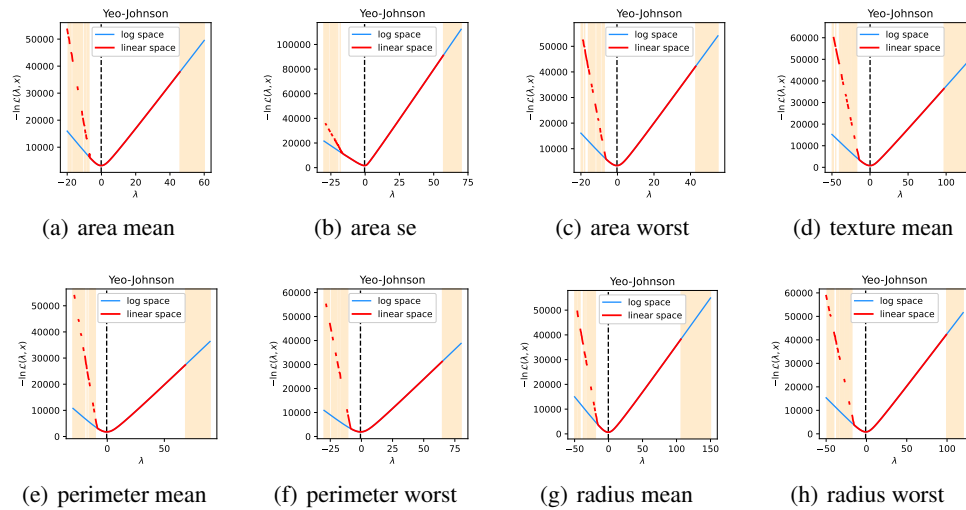 Yeo-Johnson
log space
linear space
− ln ℒ(λ, x)
50000
40000
30000
20000
10000
−20 0 20 40 60
λ
(a) area mean
Yeo-Johnson
log space
linear space
− ln ℒ(λ, x)
100000
80000
60000
40000
20000
0
−25 0 25 50 75
λ
(b) area se
Yeo-Johnson
log space
linear space
− ln ℒ(λ, x)
50000
40000
30000
20000
10000
−20 0 20 40
λ
(c) area worst
Yeo-Johnson
log space
linear space
− ln ℒ(λ, x)
60000
50000
40000
30000
20000
10000
0
−50 0 50 100
λ
(d) texture mean
Yeo-Johnson
log space
linear space
− ln ℒ(λ, x)
50000
40000
30000
20000
10000
0
0 50
λ
(e) perimeter mean
Yeo-Johnson
log space
linear space
− ln ℒ(λ, x)
60000
50000
40000
30000
20000
10000
0
−25 0 25 50 75
λ
(f) perimeter worst
Yeo-Johnson
log space
linear space
− ln ℒ(λ, x)
50000
40000
30000
20000
10000
0
−50 0 50 100 150
λ
(g) radius mean
Yeo-Johnson
log space
linear space
− ln ℒ(λ, x)
60000
50000
40000
30000
20000
10000
0
−50 0 50 100
λ
(h) radius worst